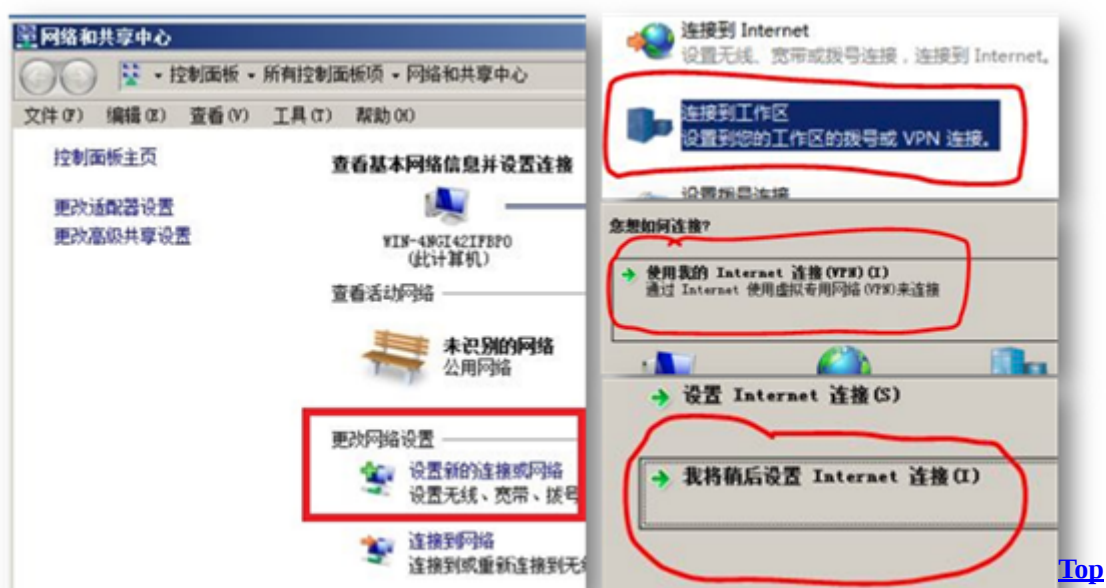 网络和共享中心
控制面板 所有控制面板项 网络和共享中心
文件(F) 编辑(E) 查看(V) 工具(T) 帮助(H)
控制面板主页
更改适配器设置
更改高级共享设置
查看基本网络信息并设置连接
WIN-4NGI42IFBPO
(此计算机)
查看活动网络
未识别的网络
公用网络
更改网络设置
设置新的连接或网络
设置无线、宽带、拨号
连接到网络
连接到或重新连接到无
连接到 Internet
设置无线、宽带或拨号连接，连接到 Internet。
连接到工作区
设置到您的工作区的拨号或 VPN 连接。
设置拨号连接
您想如何连接?
使用我的 Internet 连接(VPN)(I)
通过 Internet 使用虚拟专用网络(VPN)来连接
设置 Internet 连接(S)
我将稍后设置 Internet 连接(I)
Top